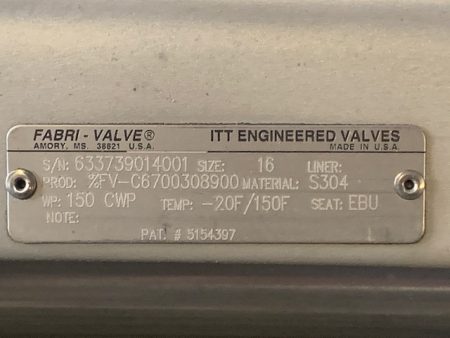 FABRI - VALVE® ITT ENGINEERED VALVES
AMORY, MS. 38821 U.S.A. MADE IN U.S.A.
S/N: 633739014001 SIZE: 16 LINER:
PROD: %FV-C6700308900 MATERIAL: S304
WP: 150 CWP TEMP: -20F/150F SEAT: EBU
NOTE:
PAT. # 5154397